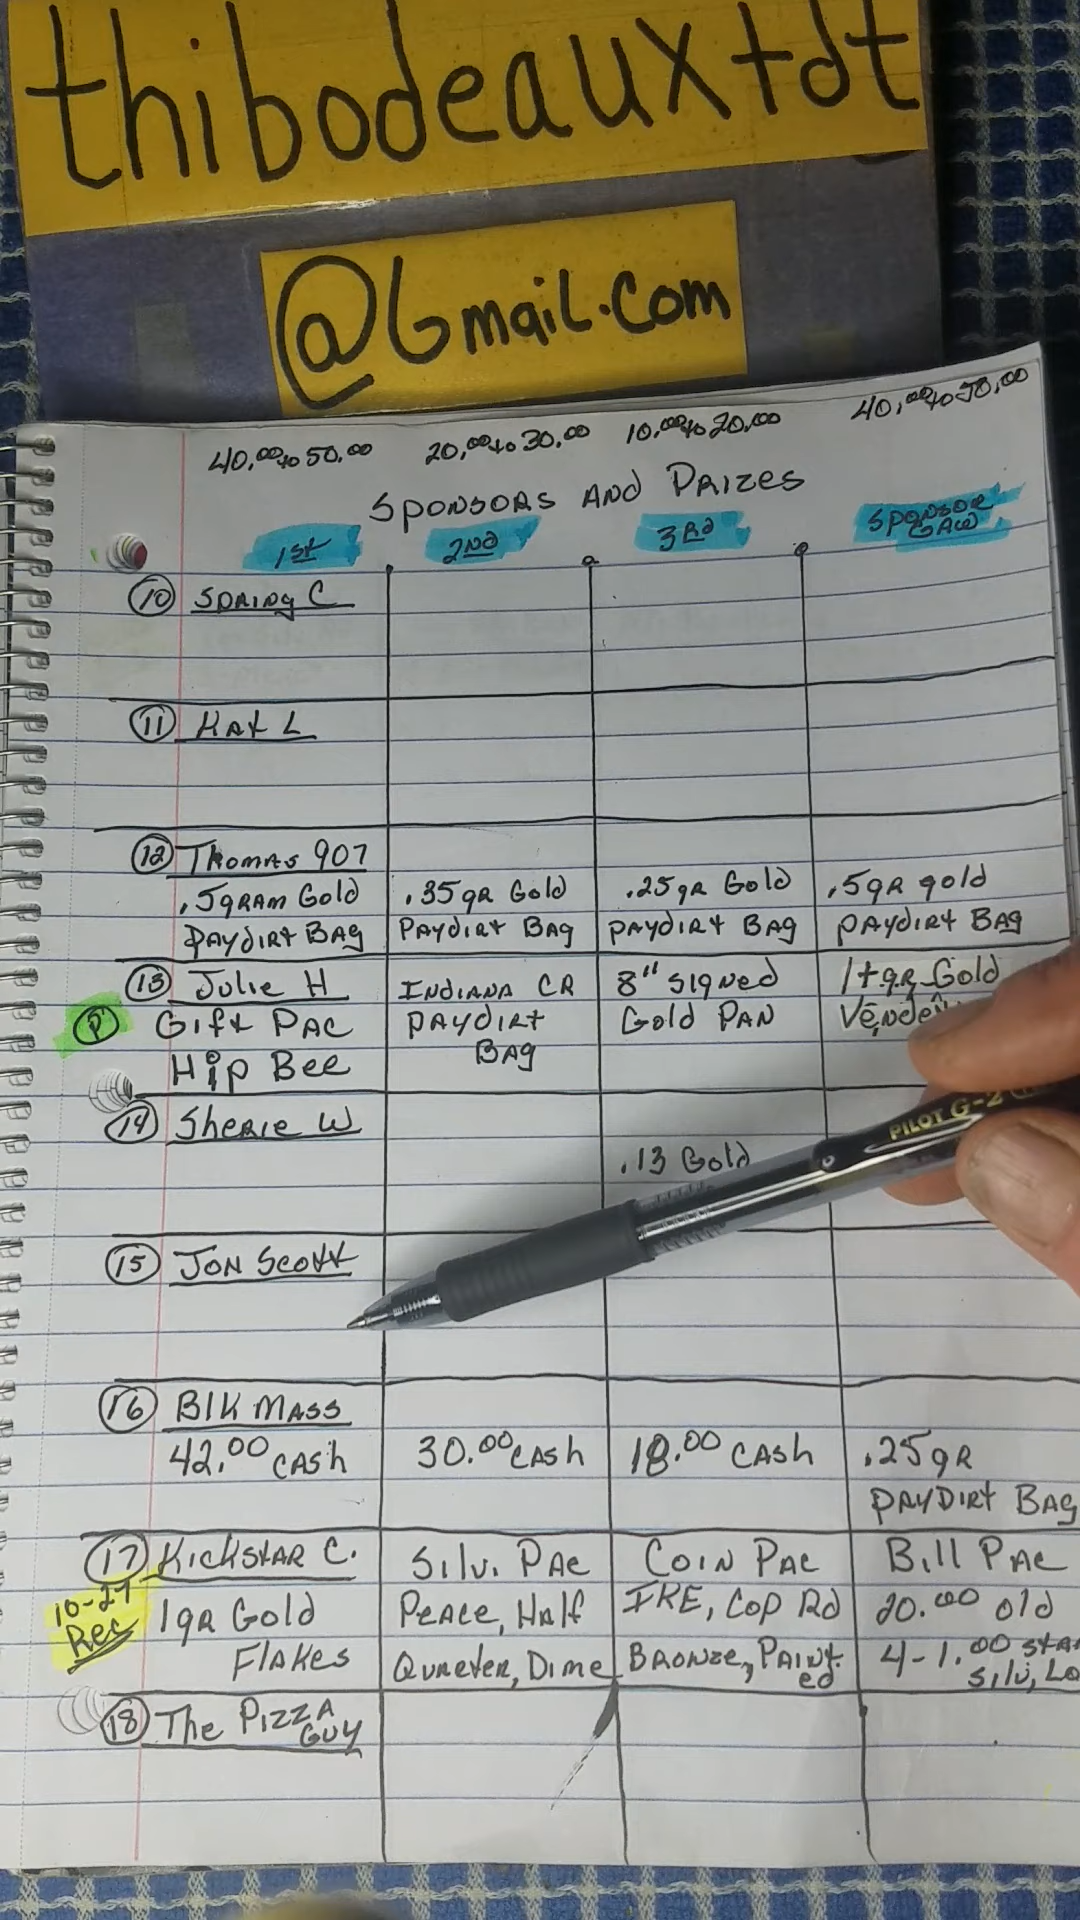 thibodeauxtdt
@Gmail.com
40.00 to 50.00 20.00 to 30.00 10.00 to 20.00 40.00 to 50.00
Sponsors and Prizes
1st 2nd 3rd Sponsor
GAW
10 Spring C
11 Kat L
12 Thomas 907
.5gram Gold .35gr Gold .25gr Gold .5gr gold
Paydirt Bag Paydirt Bag Paydirt Bag Paydirt Bag
13 Julie H Indiana CR 8" Signed 1+gr Gold
P Gift Pac Paydirt Gold Pan
Hip Bee Bag
14 Sherie W
.13 Gold
PILOT G-2
15 Jon Scott
16 Blk Mass
42.00 cash 30.00 cash 18.00 cash .25gr
Paydirt Bag
17 Kickstar C. Silv. Pac Coin Pac Bill Pac
10-27 1gr Gold Peace, Half IKE, Cop Rd 20.00 old
Rec Flakes Qureter, Dime Bronze, Painted 4-1.00
silv,
18 The Pizza
Guy